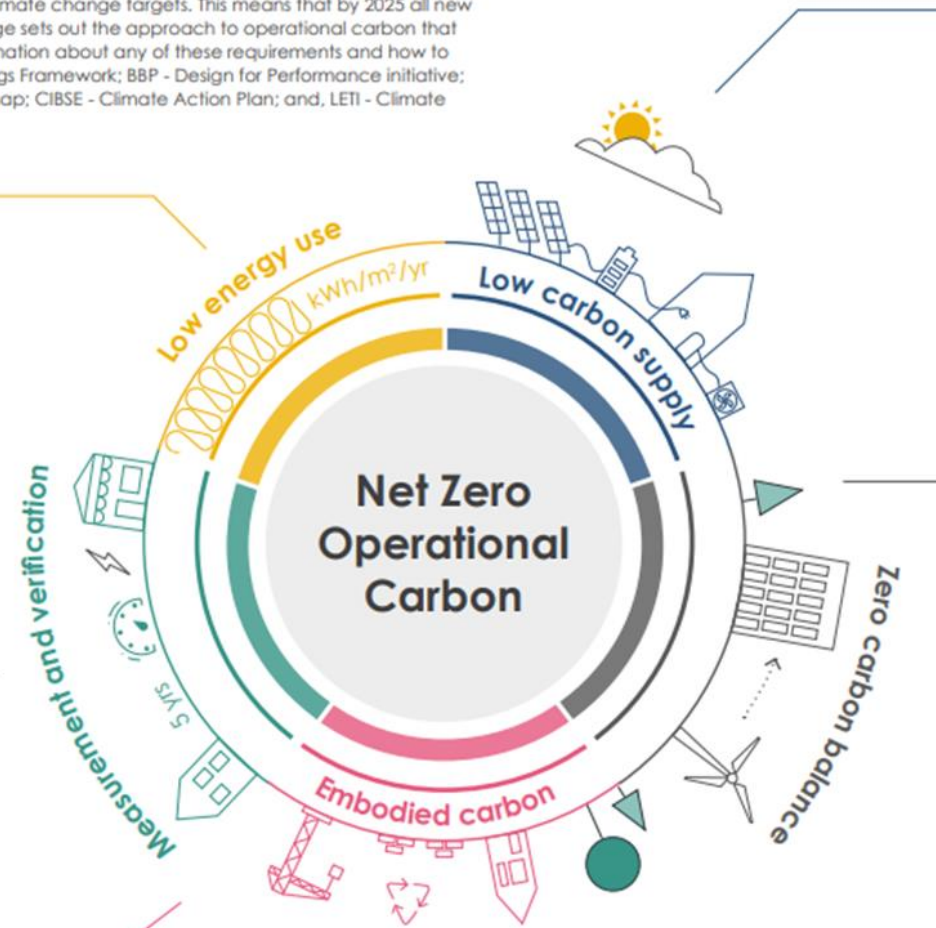 mate change targets. This means that by 2025 all new
ge sets out the approach to operational carbon that
nation about any of these requirements and how to
gs Framework; BBP - Design for Performance initiative;
ap; CIBSE - Climate Action Plan; and, LETI - Climate
Low energy use
kWh/m²/yr
Low carbon supply
Net Zero
Operational
Carbon
Measurement and verification
5 yrs
Zero carbon balance
Embodied carbon